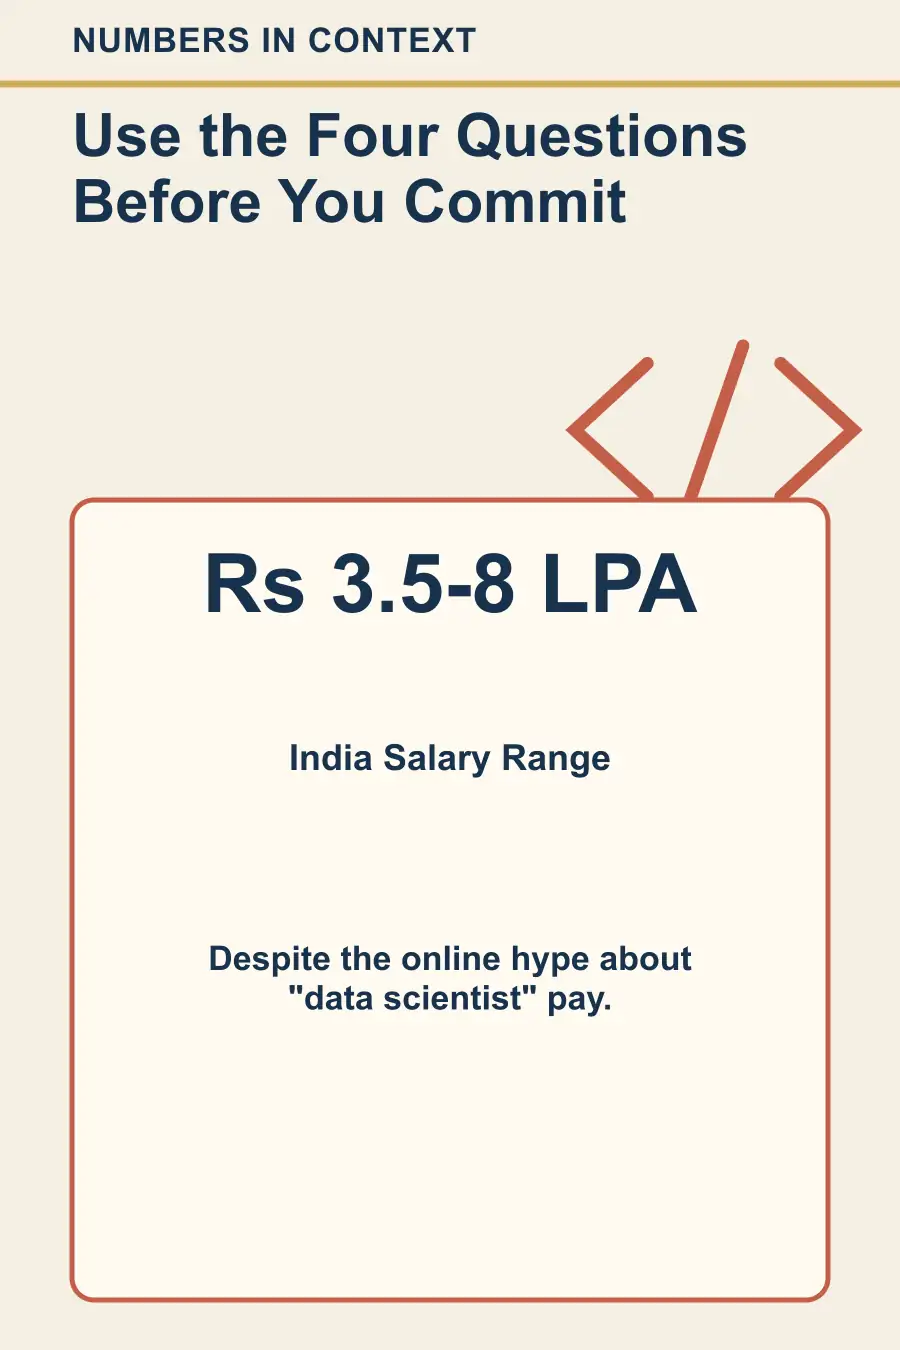 NUMBERS IN CONTEXT
Use the Four Questions
Before You Commit
Rs 3.5-8 LPA
India Salary Range
Despite the online hype about
"data scientist" pay.